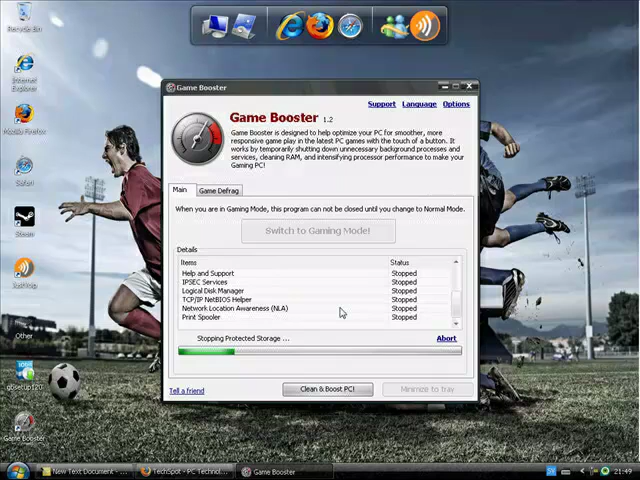 Recycle Bin
Internet Explorer
Mozilla Firefox
Safari
Steam
Other
gbsetup120
Game Booster
Game Booster
Support
Language
Options
Game Booster 1.2
Game Booster is designed to help optimize your PC for smoother, more
responsive game play in the latest PC games with the touch of a button. It
works by temporarily shutting down unnecessary background processes and
services, cleaning RAM, and intensifying processor performance to make your
Gaming PC!
Main
Game Defrag
When you are in Gaming Mode, this program can not be closed until you change to Normal Mode.
Switch to Gaming Mode!
Details
Items Status
Help and Support Stopped
IPSEC Services Stopped
Logical Disk Manager Stopped
TCP/IP NetBIOS Helper Stopped
Network Location Awareness (NLA) Stopped
Print Spooler Stopped
Stopping Protected Storage ...
Abort
Tell a friend
Clean & Boost PC!
Minimize to tray
New Text Document - ...
TechSpot - PC Technol...
Game Booster
SV
21:49